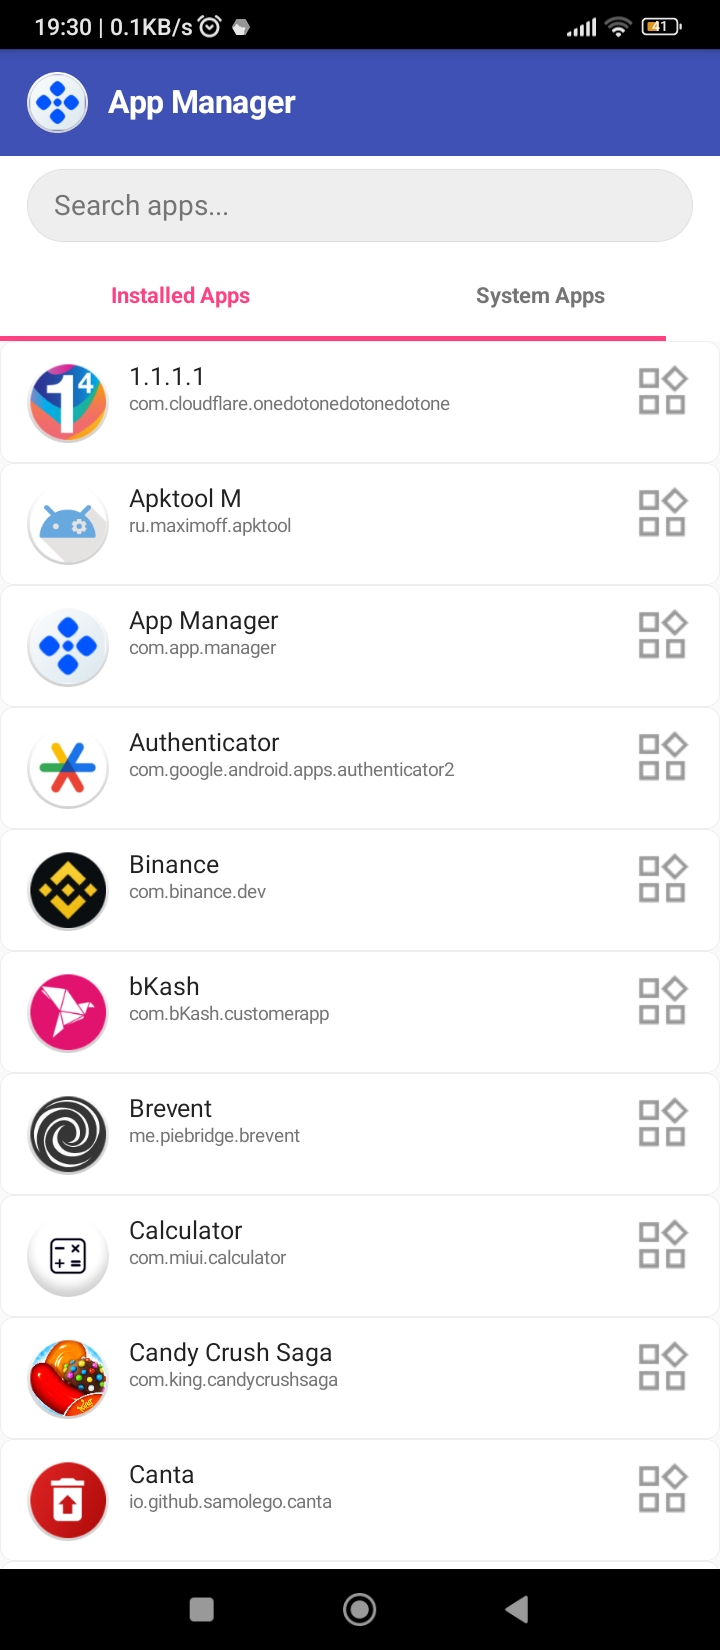 19:30 | 0.1KB/s
41
App Manager
Search apps...
Installed Apps
System Apps
1.1.1.1
com.cloudflare.onedotonedotonedotone
Apktool M
ru.maximoff.apktool
App Manager
com.app.manager
Authenticator
com.google.android.apps.authenticator2
Binance
com.binance.dev
bKash
com.bKash.customerapp
Brevent
me.piebridge.brevent
Calculator
com.miui.calculator
Candy Crush Saga
com.king.candycrushsaga
Canta
io.github.samolego.canta